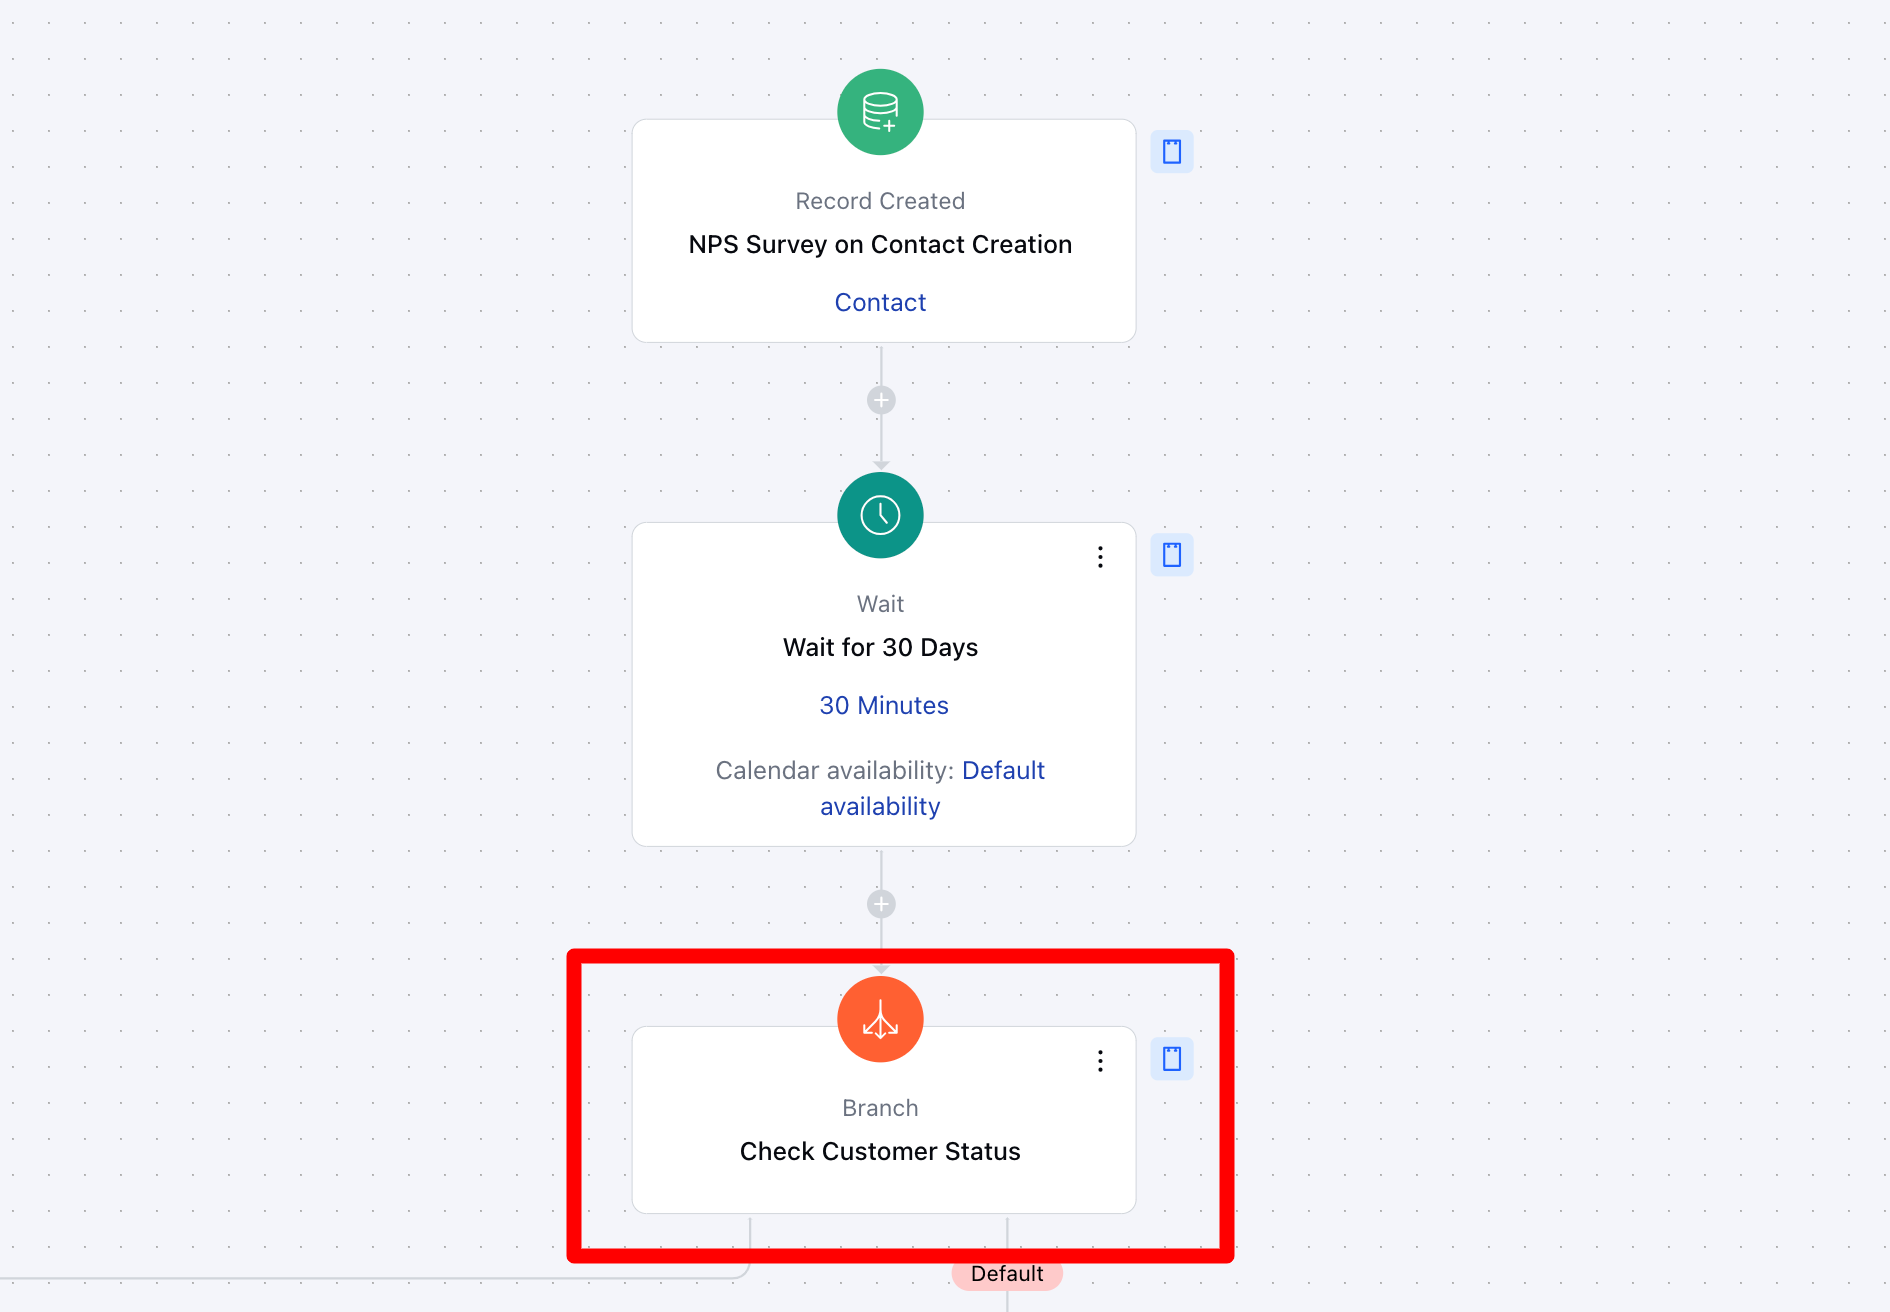 Record Created
NPS Survey on Contact Creation
Contact
Wait
Wait for 30 Days
30 Minutes
Calendar availability: Default
availability
Branch
Check Customer Status
Default